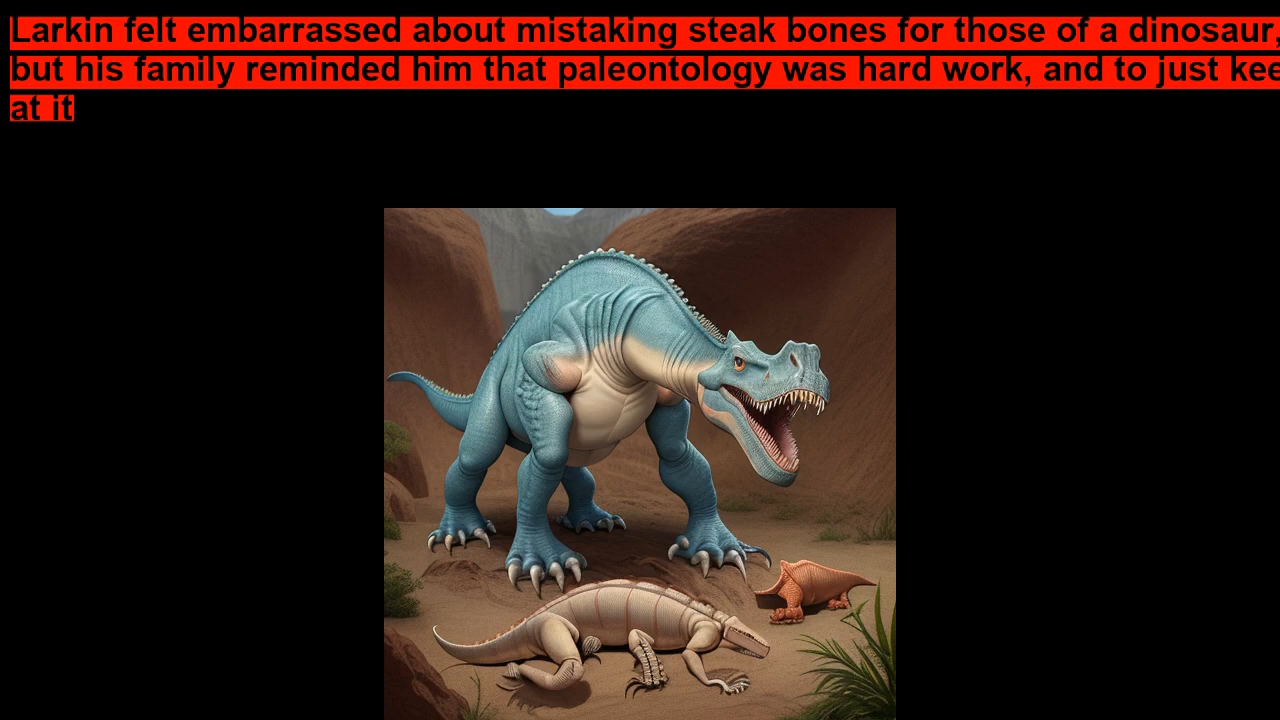 Larkin felt embarrassed about mistaking steak bones for those of a dinosaur,
but his family reminded him that paleontology was hard work, and to just kee
at it